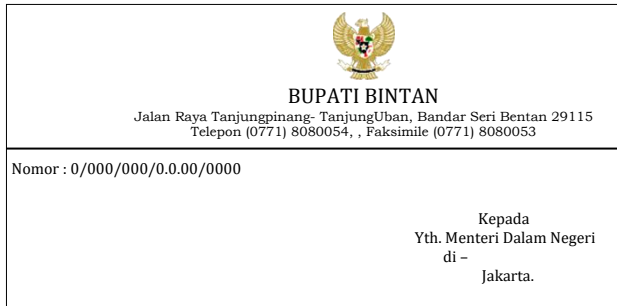 BUPATI BINTAN
Jalan Raya Tanjungpinang- TanjungUban, Bandar Seri Bentan 29115
Telepon (0771) 8080054, , Faksimile (0771) 8080053
Nomor : 0/000/000/0.0.00/0000
Kepada
Yth. Menteri Dalam Negeri
di –
Jakarta.